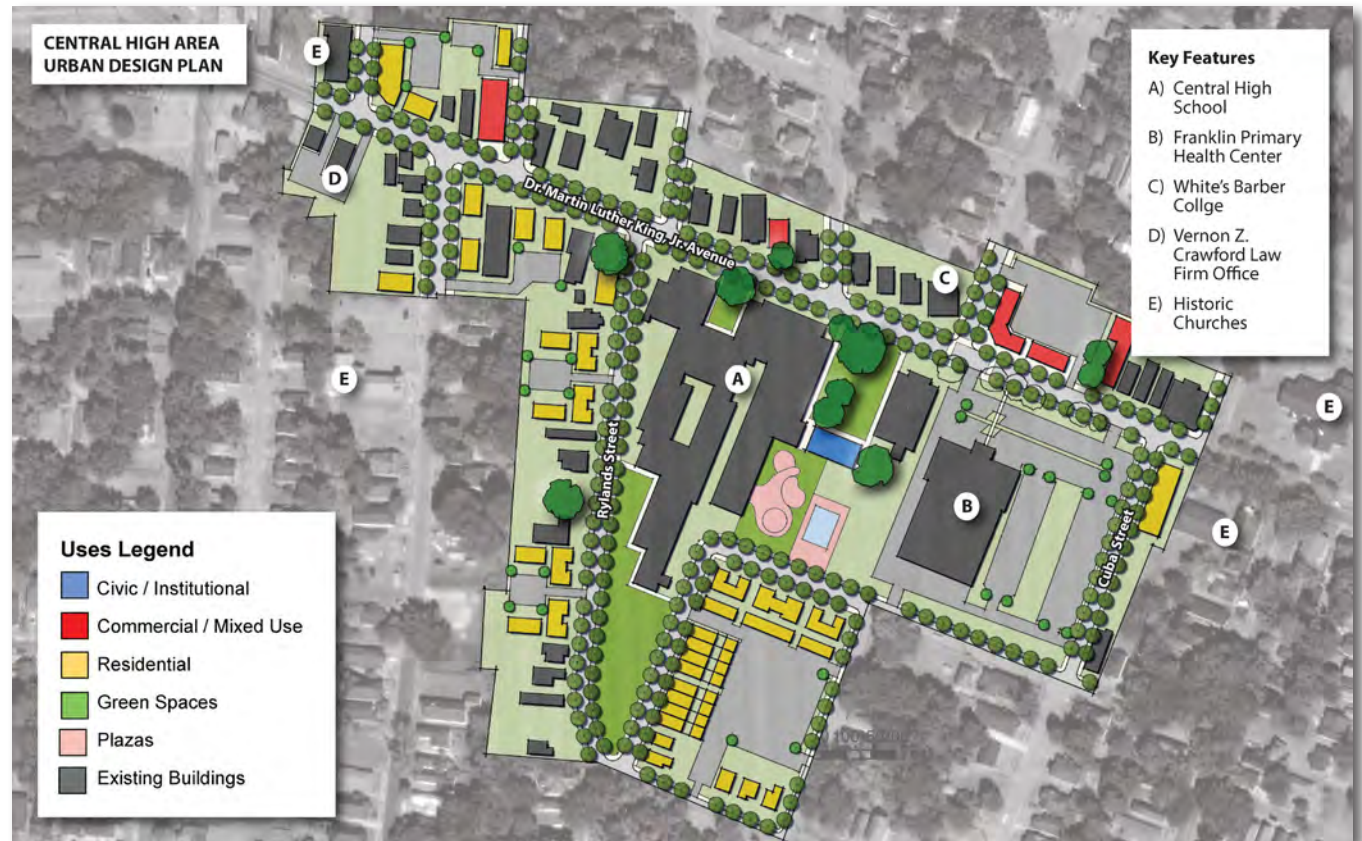 CENTRAL HIGH AREA
URBAN DESIGN PLAN
E
D
Dr. Martin Luther King, Jr. Avenue
C
Key Features
A) Central High
School
B) Franklin Primary
Health Center
C) White's Barber
Collge
D) Vernon Z.
Crawford Law
Firm Office
E) Historic
Churches
E
A
E
Rylands Street
B
E
Cuba Street
Uses Legend
Civic / Institutional
Commercial / Mixed Use
Residential
Green Spaces
Plazas
Existing Buildings